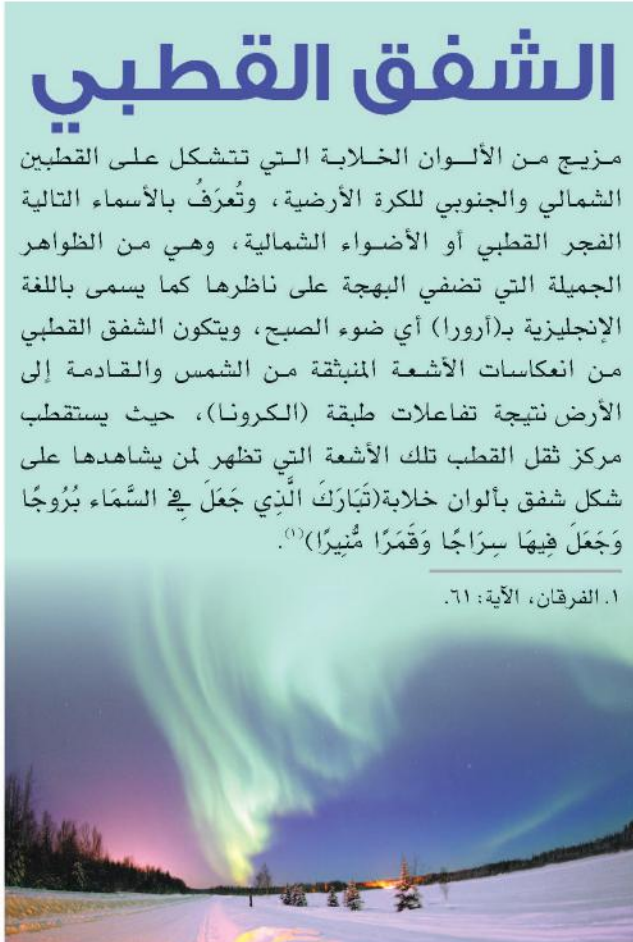 الشفق القطبي
مزيج من الألوان الخلابة التي تتشكل على القطبين
الشمالي والجنوبي للكرة الأرضية، وتُعرَفُ بالأسماء التالية
الفجر القطبي أو الأضواء الشمالية، وهي من الظواهر
الجميلة التي تضفي البهجة على ناظرها كما يسمى باللغة
الإنجليزية بـ(أرورا) أي ضوء الصبح، ويتكون الشفق القطبي
من انعكاسات الأشعة المنبثقة من الشمس والقادمة إلى
الأرض نتيجة تفاعلات طبقة (الكرونا)، حيث يستقطب
مركز ثقل القطب تلك الأشعة التي تظهر لمن يشاهدها على
شكل شفق بألوان خلابة(تَبَارَكَ الَّذِي جَعَلَ فِي السَّمَاء بُرُوجًا
وَجَعَلَ فِيهَا سِرَاجًا وَقَمَرًا مُّنِيرًا)(١).
١. الفرقان، الآية: ٦١.